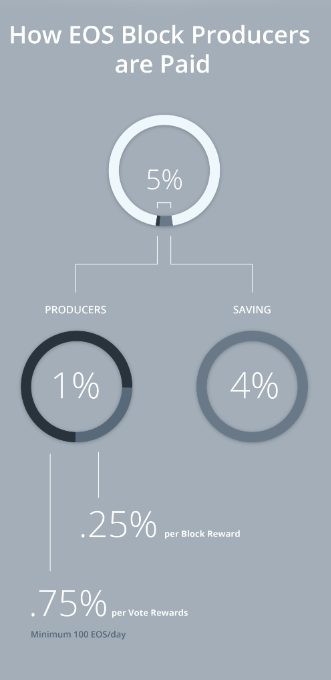 How EOS Block Producers
are Paid
5%
PRODUCERS
SAVING
1%
4%
.25% per Block Reward
.75% per Vote Rewards
Minimum 100 EOS/day